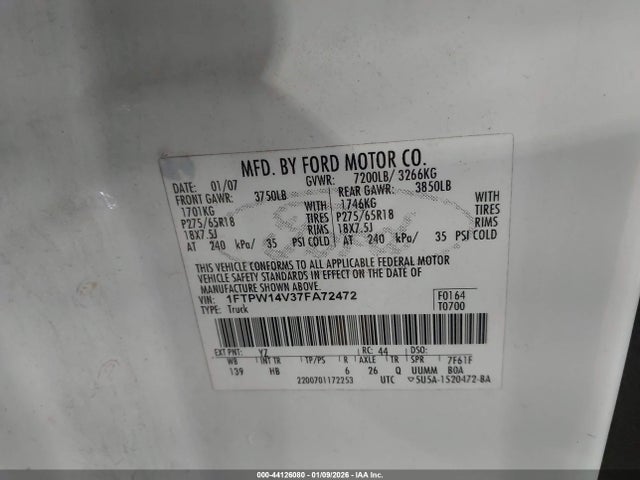 MFD. BY FORD MOTOR CO.
DATE: 01/07 GVWR: 7200LB/ 3266KG
FRONT GAWR: 3750LB REAR GAWR: 3850LB
1701KG 1746KG
P275/65R18 TIRES P275/65R18 TIRES
18X7.5J RIMS 18X7.5J RIMS
AT 240 kPa/ 35 PSI COLD AT 240 kPa/ 35 PSI COLD
THIS VEHICLE CONFORMS TO ALL APPLICABLE FEDERAL MOTOR
VEHICLE SAFETY STANDARDS IN EFFECT ON THE DATE OF
MANUFACTURE SHOWN ABOVE.
VIN: 1FTPW14V37FA72472 F0164
TYPE: Truck T0700
EXT PNT: YZ RC: 44 DSO:
WB INT TR TP/PS R AXLE TR SPR 7F61F
139 HB 6 26 Q UUMM BOA
2200701172253 UTC 5U5A-1520472-BA
Ford
000-44126080 - 01/09/2026 - IAA Inc.